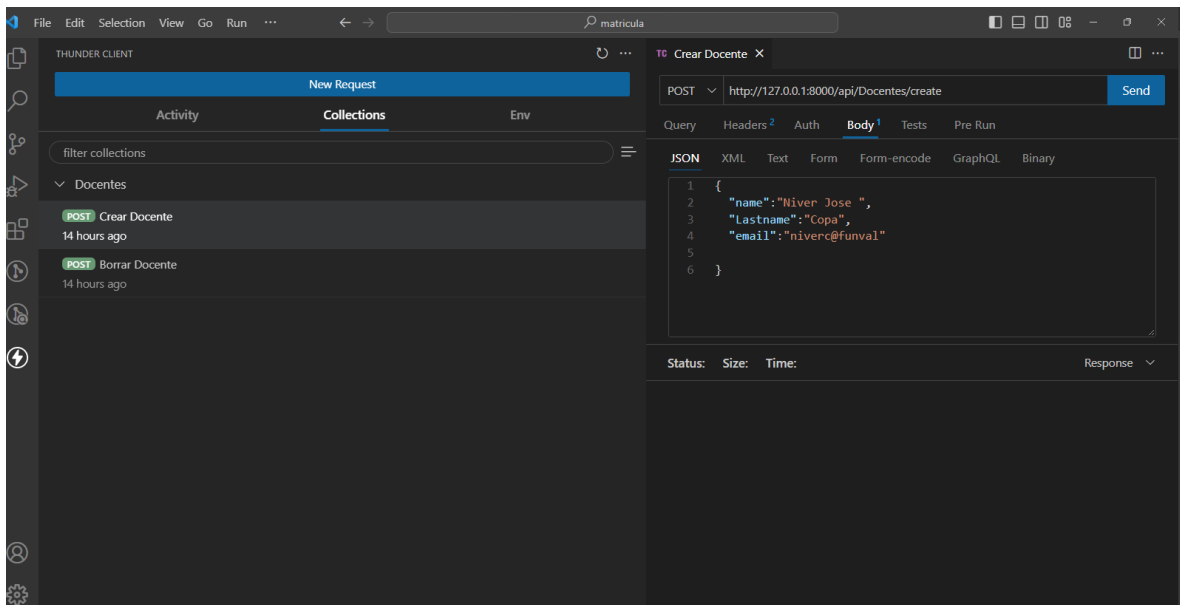 File Edit Selection View Go Run ··· ← → matricula
THUNDER CLIENT ···
New Request
Activity Collections Env
filter collections
Docentes
POST Crear Docente
14 hours ago
POST Borrar Docente
14 hours ago
TC Crear Docente ×
···
POST http://127.0.0.1:8000/api/Docentes/create Send
Query Headers 2 Auth Body 1 Tests Pre Run
JSON XML Text Form Form-encode GraphQL Binary
1 {
2 "name":"Niver Jose ",
3 "Lastname":"Copa",
4 "email":"niverc@funval"
5
6 }
Status: Size: Time: Response